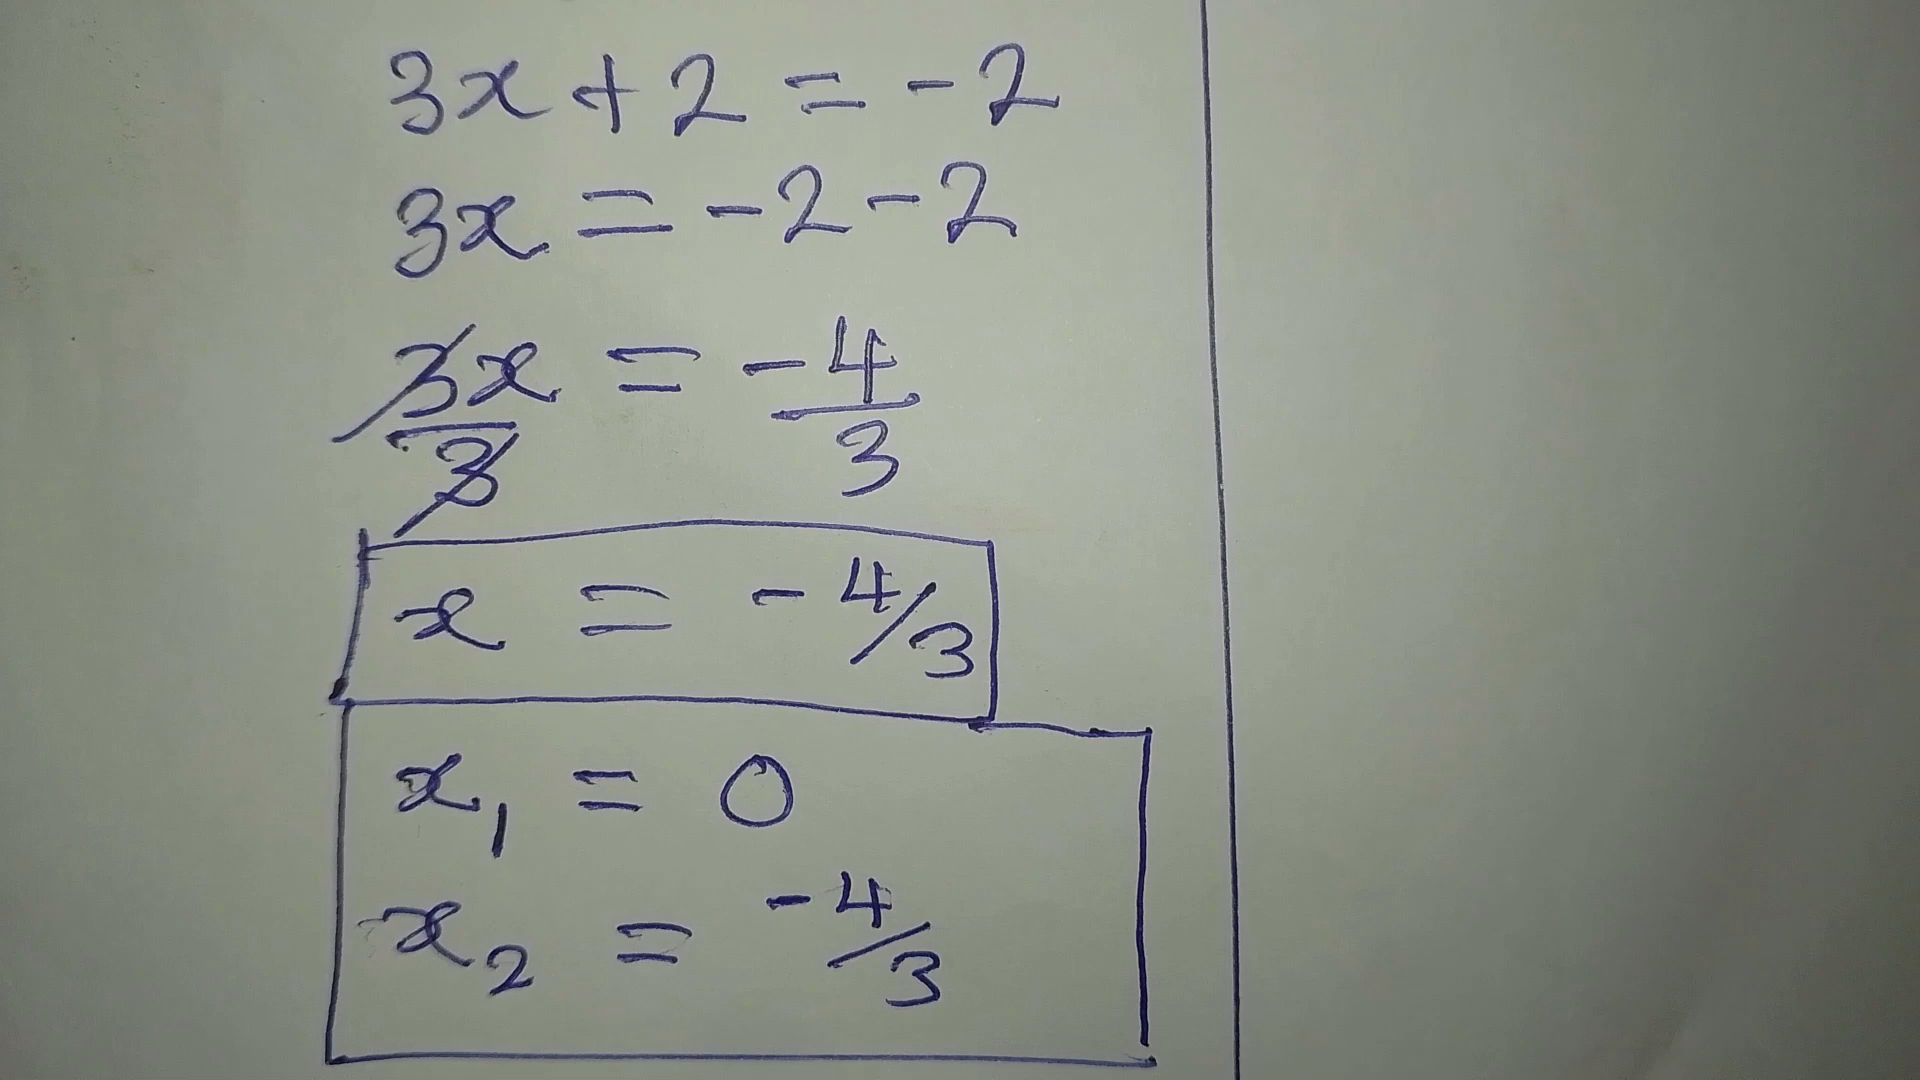 3x + 2 = -2
3x = -2 - 2
3x/3 = -4/3
x = -4/3
x₁ = 0
x₂ = -4/3